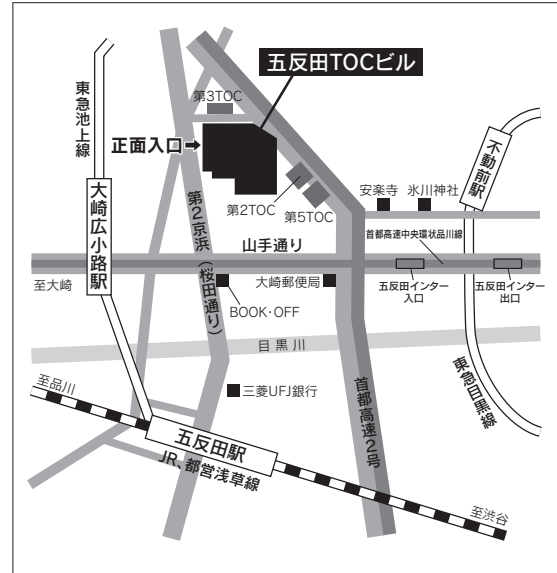 五反田TOCビル
第3TOC
東急池上線
正面入口→
不動前駅
安楽寺
氷川神社
第2TOC
第5TOC
大崎広小路駅
第2京浜(桜田通り)
山手通り
首都高速中央環状品川線
至大崎
大崎郵便局
五反田インター
入口
五反田インター
出口
BOOK・OFF
目黒川
東急目黒線
首都高速2号
至品川
三菱UFJ銀行
五反田駅
JR、都営浅草線
至渋谷